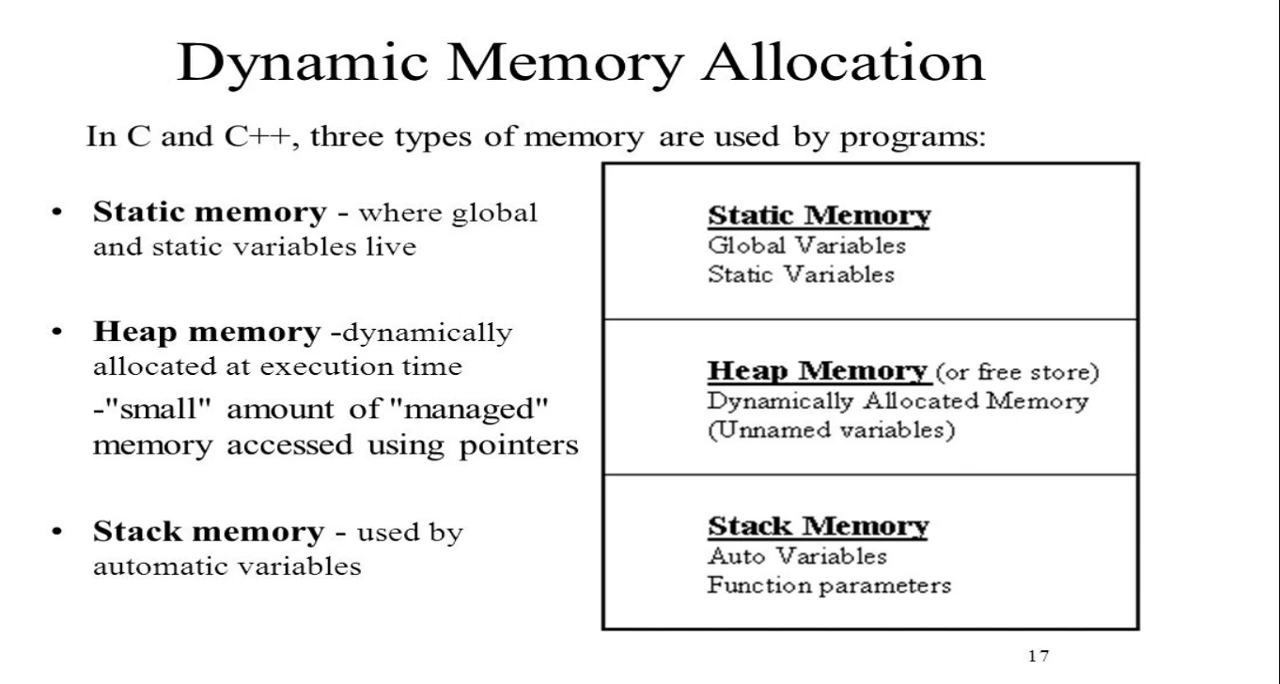 Dynamic Memory Allocation
In C and C++, three types of memory are used by programs:
• Static memory - where global
and static variables live
• Heap memory -dynamically
allocated at execution time
-"small" amount of "managed"
memory accessed using pointers
• Stack memory - used by
automatic variables
Static Memory
Global Variables
Static Variables
Heap Memory (or free store)
Dynamically Allocated Memory
(Unnamed variables)
Stack Memory
Auto Variables
Function parameters
17